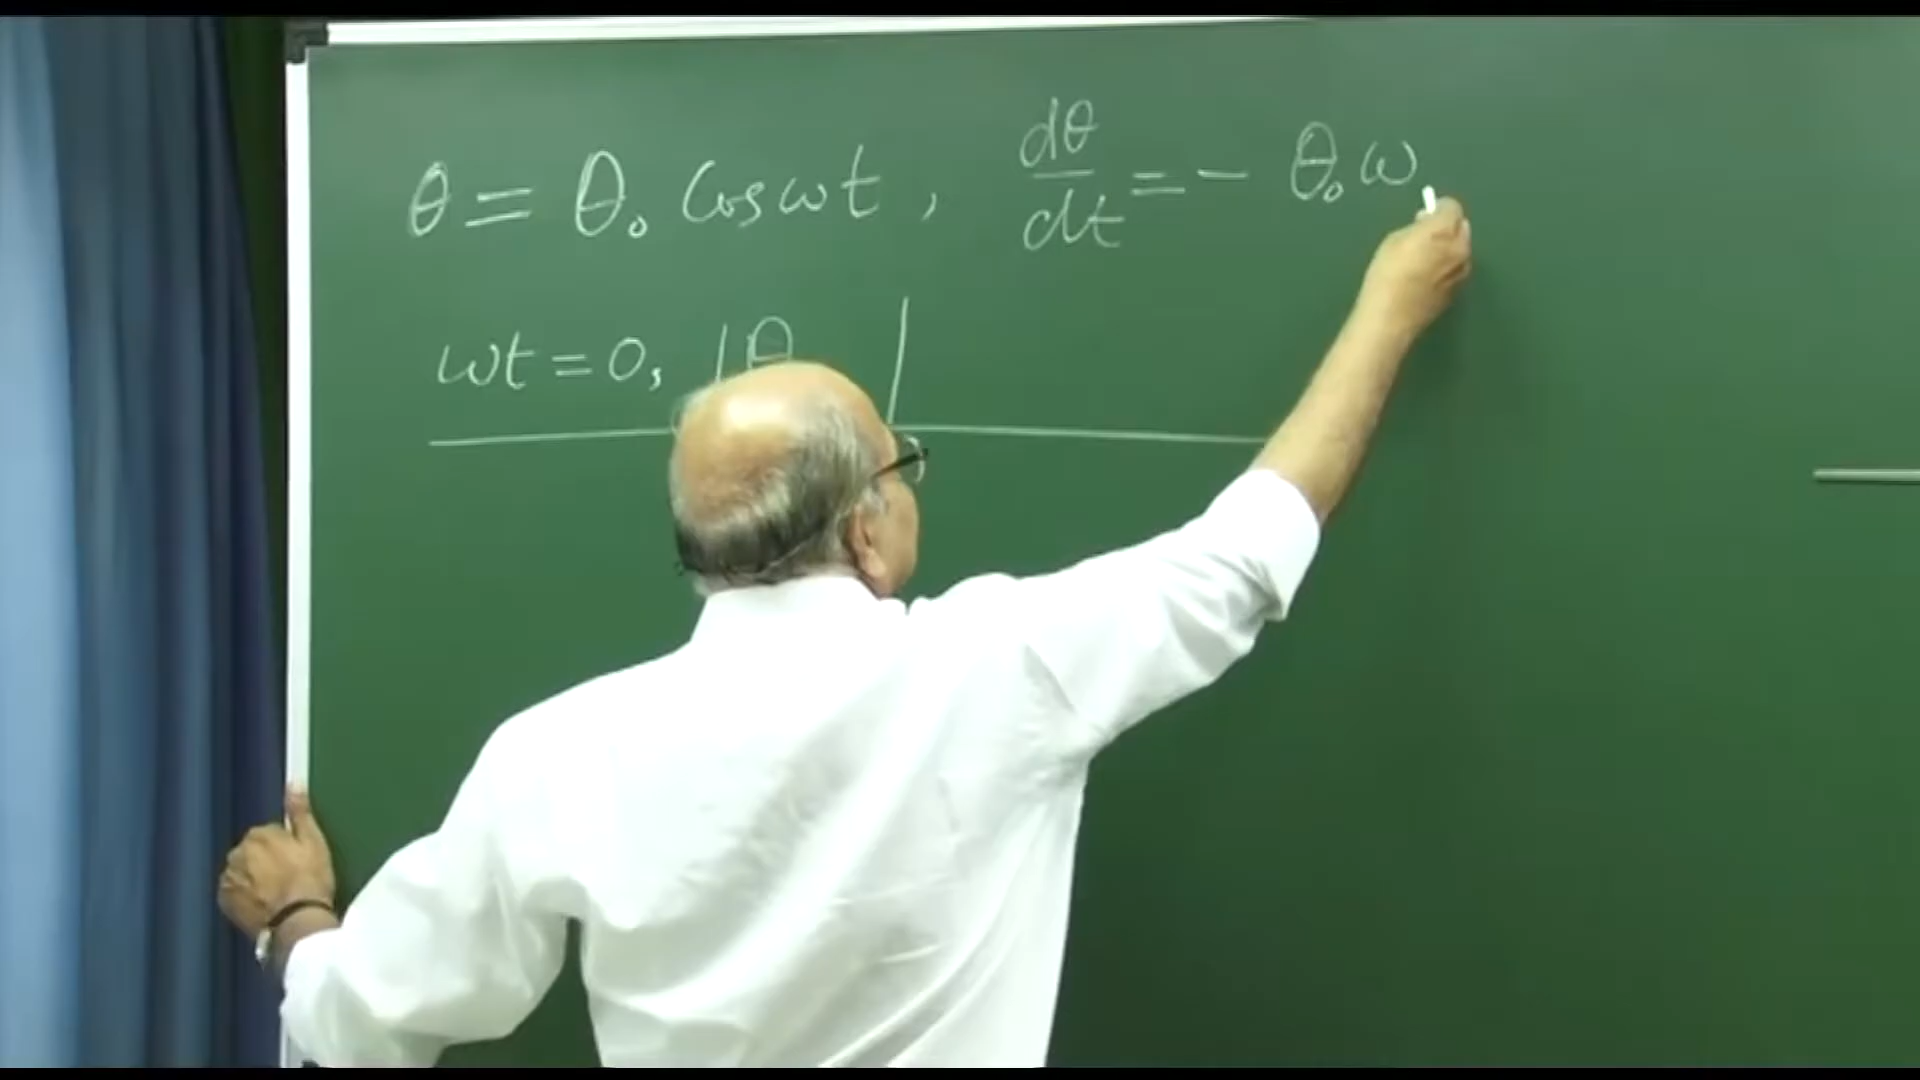 θ = θ₀ cos ωt , dθ/dt = - θ₀ ω
ωt = 0, |θ |